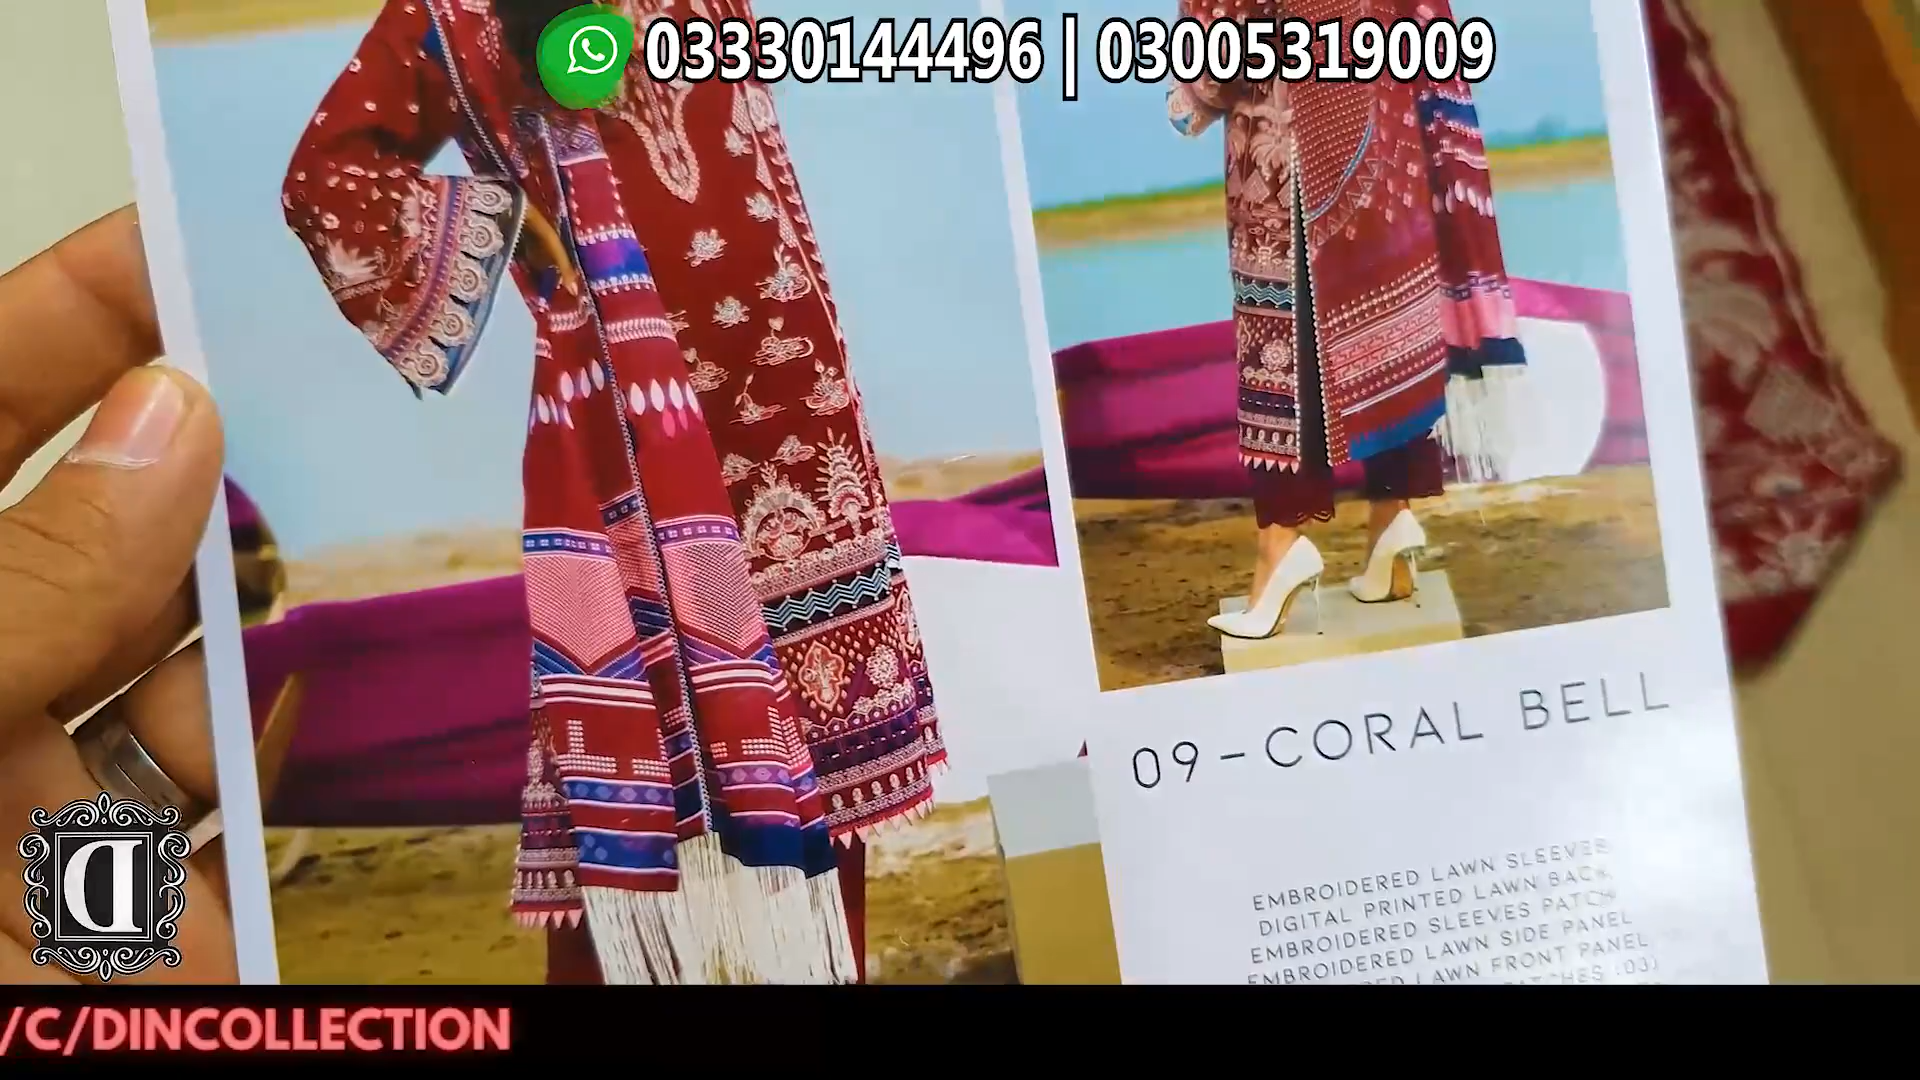 03330144496 | 03005319009
09-CORAL BELL
EMBROIDERED LAWN SLEEVES
DIGITAL PRINTED LAWN BACK,
EMBROIDERED SLEEVES PATCH
EMBROIDERED LAWN SIDE PANEL
LAWN FRONT PANEL,
D
/C/DINCOLLECTION